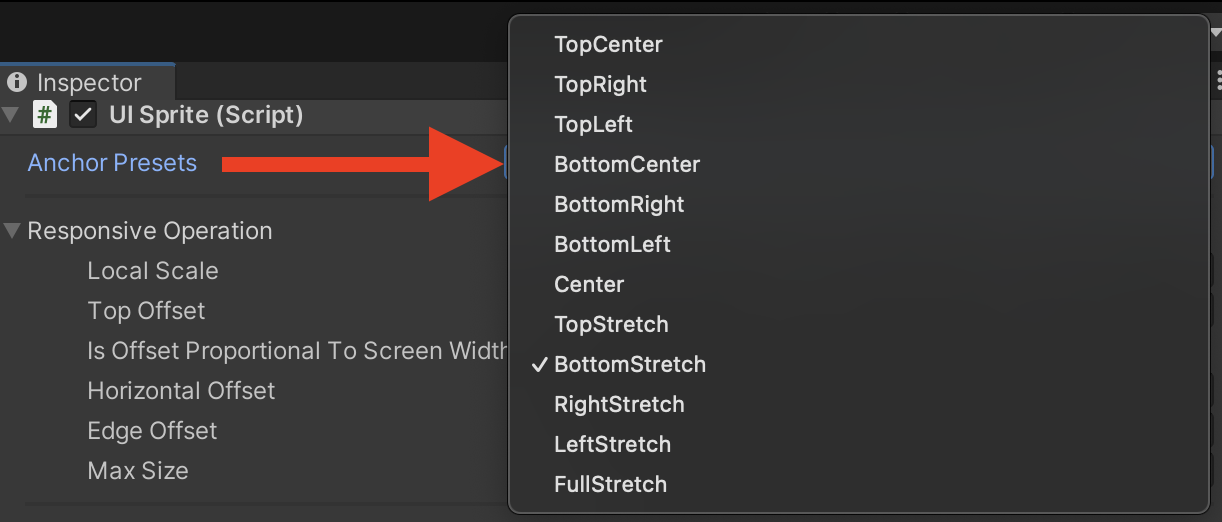 Inspector
# UI Sprite (Script)
Anchor Presets
Responsive Operation
Local Scale
Top Offset
Is Offset Proportional To Screen Width
Horizontal Offset
Edge Offset
Max Size
TopCenter
TopRight
TopLeft
BottomCenter
BottomRight
BottomLeft
Center
TopStretch
✓ BottomStretch
RightStretch
LeftStretch
FullStretch